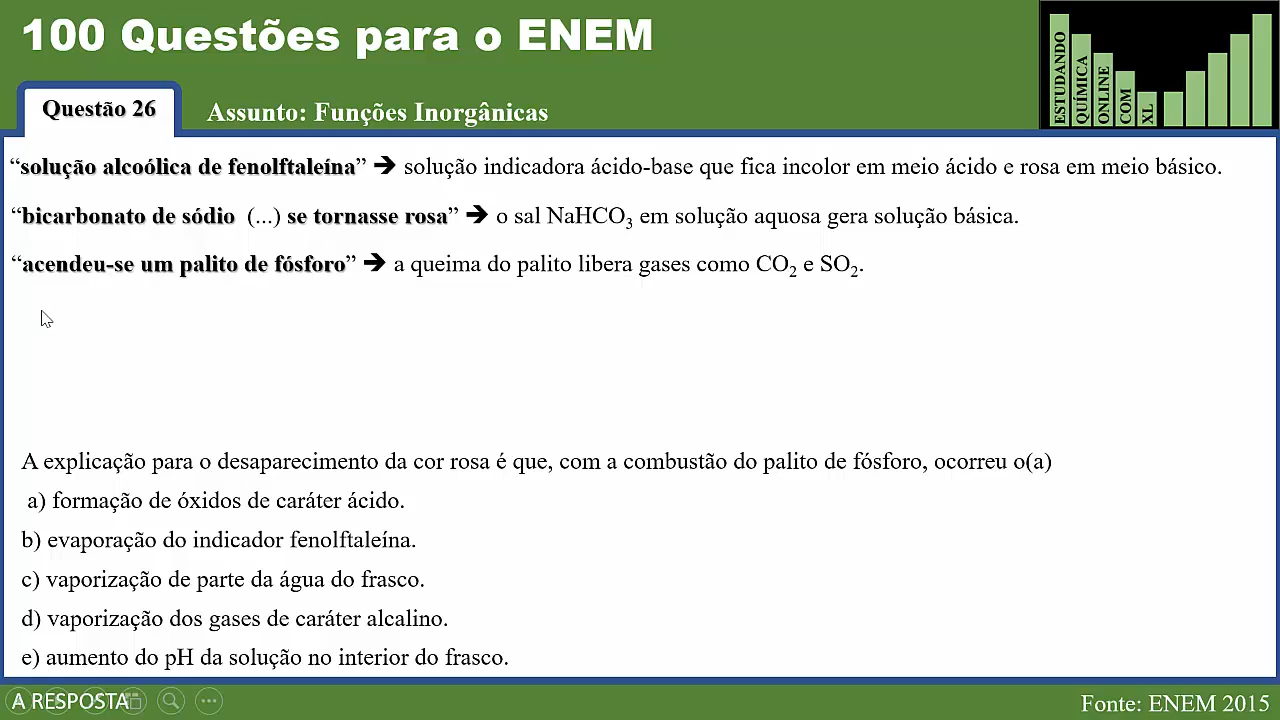 100 Questões para o ENEM
ESTUDANDO
QUÍMICA
ONLINE
COM
XL
Questão 26
Assunto: Funções Inorgânicas
“solução alcoólica de fenolftaleína” ➔ solução indicadora ácido-base que fica incolor em meio ácido e rosa em meio básico.
“bicarbonato de sódio (...) se tornasse rosa” ➔ o sal NaHCO₃ em solução aquosa gera solução básica.
“acendeu-se um palito de fósforo” ➔ a queima do palito libera gases como CO₂ e SO₂.
A explicação para o desaparecimento da cor rosa é que, com a combustão do palito de fósforo, ocorreu o(a)
a) formação de óxidos de caráter ácido.
b) evaporação do indicador fenolftaleína.
c) vaporização de parte da água do frasco.
d) vaporização dos gases de caráter alcalino.
e) aumento do pH da solução no interior do frasco.
A RESPOSTA
Fonte: ENEM 2015